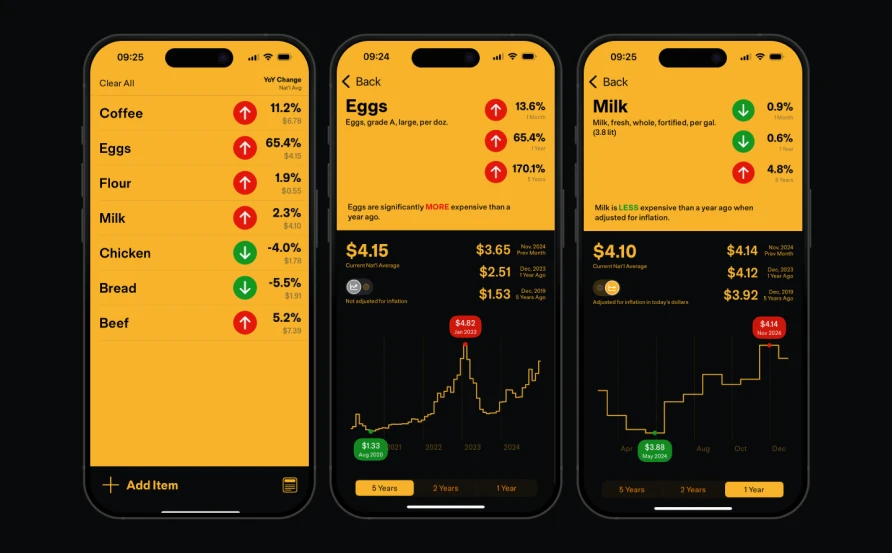 09:25
Clear All
YoY Change
Nat'l Avg
Coffee
11.2%
$6.78
Eggs
65.4%
$4.15
Flour
1.9%
$0.55
Milk
2.3%
$4.10
Chicken
-4.0%
$1.78
Bread
-5.5%
$1.91
Beef
5.2%
$7.39
Add Item
09:24
Back
Eggs
Eggs, grade A, large, per doz.
13.6%
1 Month
65.4%
1 Year
170.1%
5 Years
Eggs are significantly MORE expensive than a
year ago.
$4.15
Current Nat'l Average
Not adjusted for inflation
$3.65
Nov, 2024
Prev Month
$2.51
Dec, 2023
1 Year Ago
$1.53
Dec, 2019
5 Years Ago
$4.82
Jan 2023
$1.33
Aug 2020
2021
2022
2023
2024
5 Years
2 Years
1 Year
09:25
Back
Milk
Milk, fresh, whole, fortified, per gal.
(3.8 lit)
0.9%
1 Month
0.6%
1 Year
4.8%
5 Years
Milk is LESS expensive than a year ago when
adjusted for inflation.
$4.10
Current Nat'l Average
Adjusted for inflation in today's dollars
$4.14
Nov, 2024
Prev Month
$4.12
Dec, 2023
1 Year Ago
$3.92
Dec, 2019
5 Years Ago
$4.14
Nov 2024
$3.88
May 2024
Apr
Aug
Oct
Dec
5 Years
2 Years
1 Year